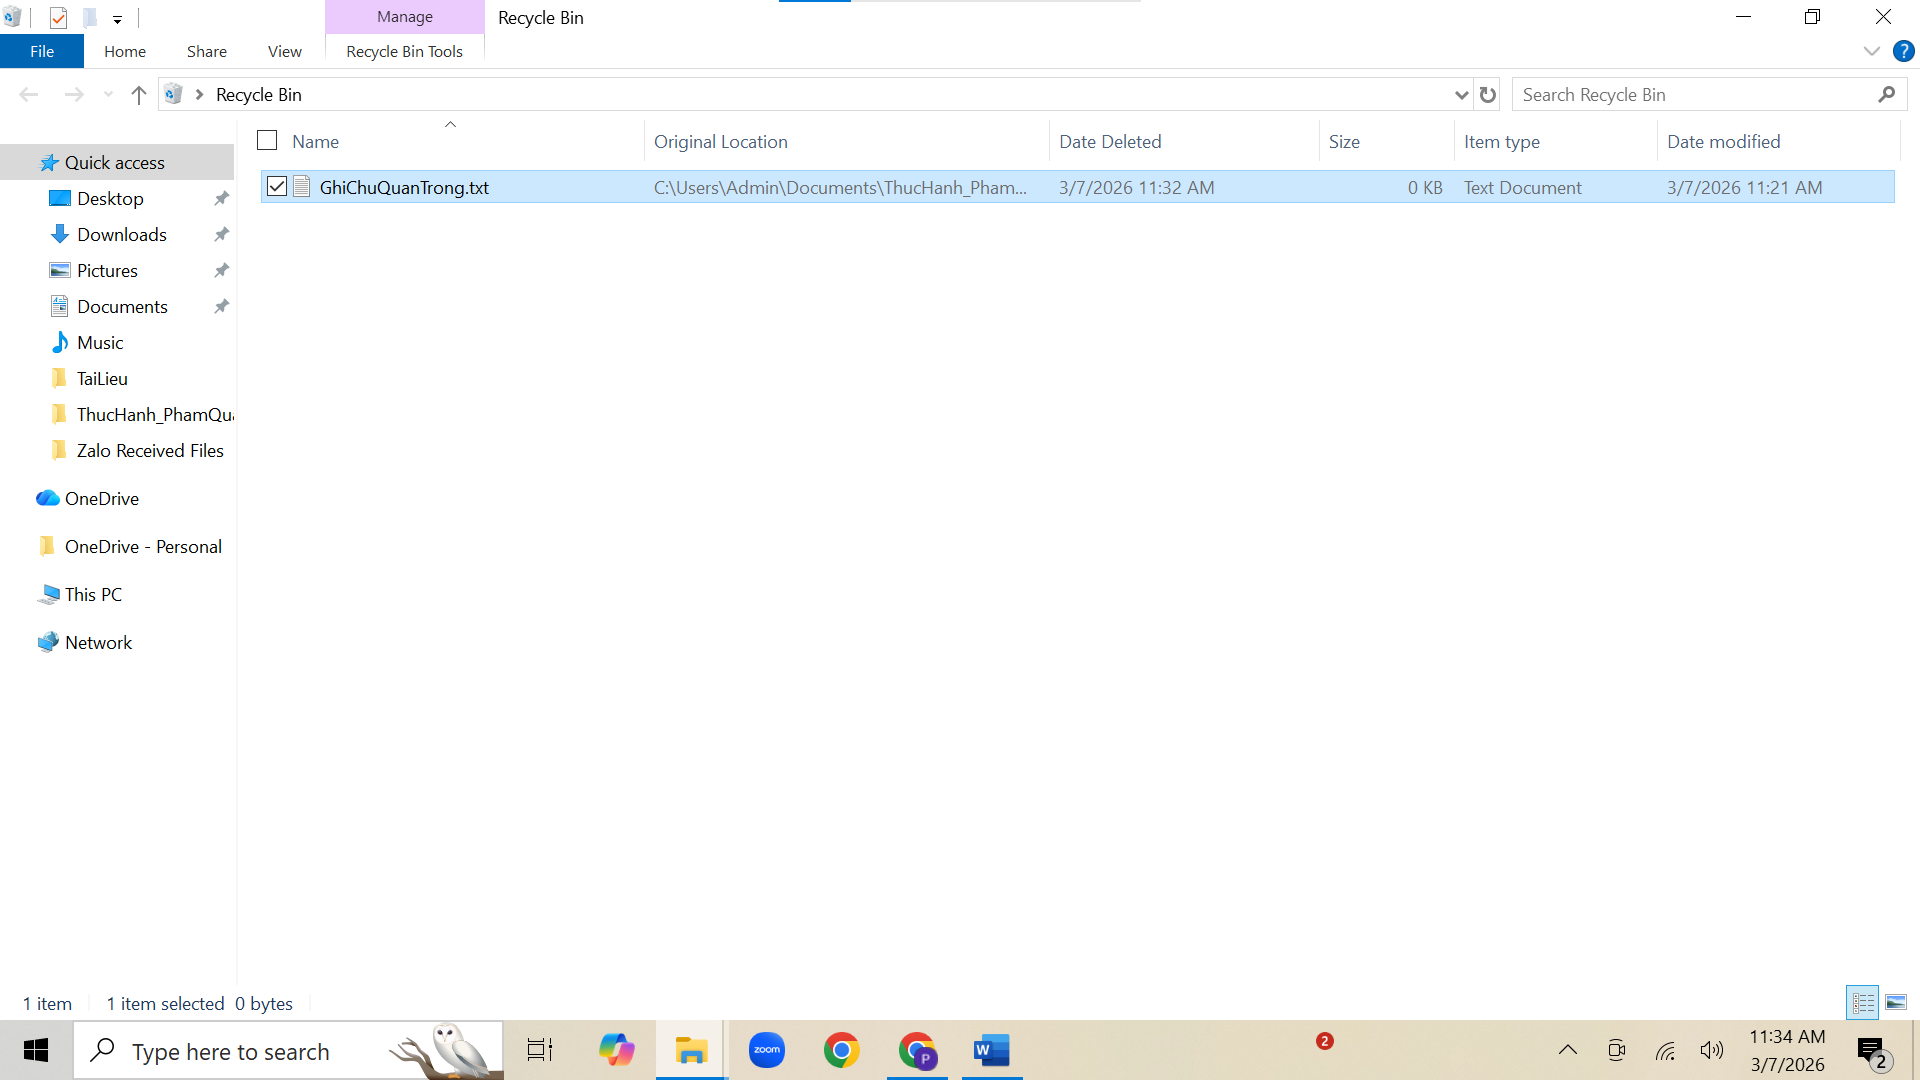 Manage
Recycle Bin
File
Home
Share
View
Recycle Bin Tools
?
Recycle Bin
Search Recycle Bin
Name
Original Location
Date Deleted
Size
Item type
Date modified
GhiChuQuanTrong.txt
C:\Users\Admin\Documents\ThucHanh_Pham...
3/7/2026 11:32 AM
0 KB
Text Document
3/7/2026 11:21 AM
Quick access
Desktop
Downloads
Pictures
Documents
Music
TaiLieu
ThucHanh_PhamQua
Zalo Received Files
OneDrive
OneDrive - Personal
This PC
Network
1 item
1 item selected 0 bytes
Type here to search
zoom
P
W
2
11:34 AM
3/7/2026
2